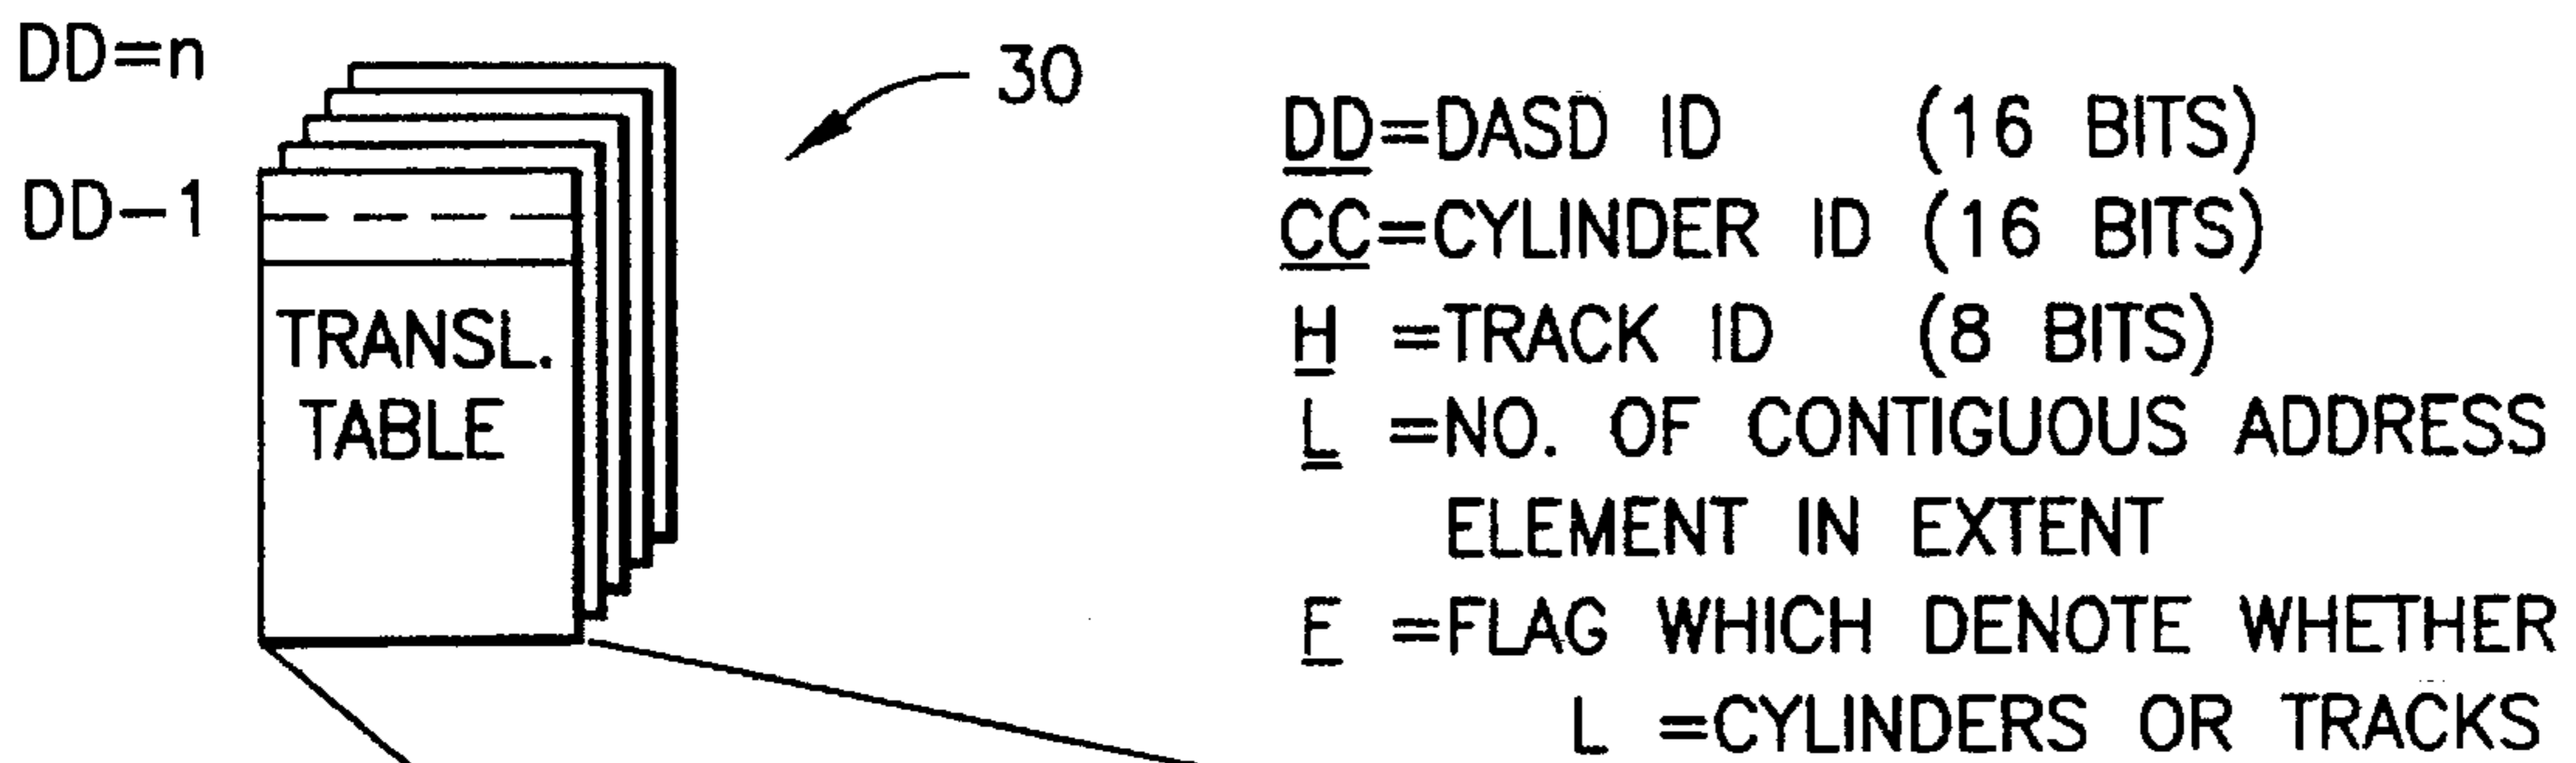 DD=n
30
DD-1
TRANSL.
TABLE
DD=DASD ID (16 BITS)
CC=CYLINDER ID (16 BITS)
H =TRACK ID (8 BITS)
L =NO. OF CONTIGUOUS ADDRESS
ELEMENT IN EXTENT
F =FLAG WHICH DENOTE WHETHER
L =CYLINDERS OR TRACKS